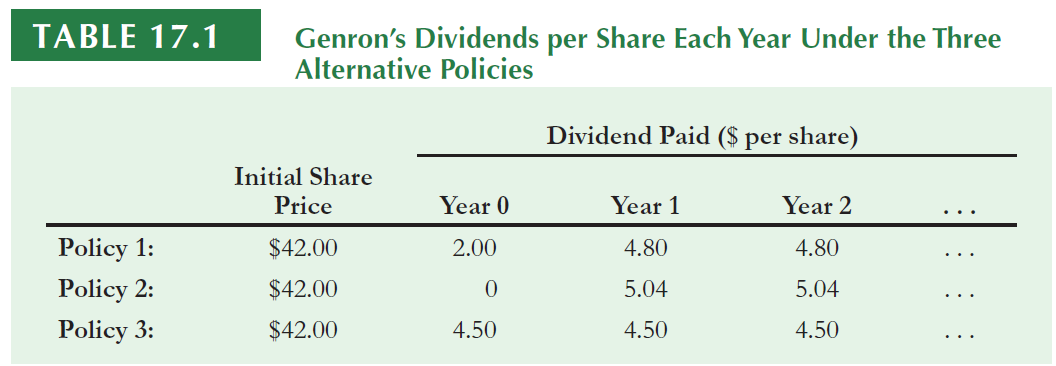 TABLE 17.1
Genron's Dividends per Share Each Year Under the Three
Alternative Policies
Dividend Paid ($ per share)
Initial Share
Price Year 0 Year 1 Year 2 . . .
Policy 1: $42.00 2.00 4.80 4.80 . . .
Policy 2: $42.00 0 5.04 5.04 . . .
Policy 3: $42.00 4.50 4.50 4.50 . . .